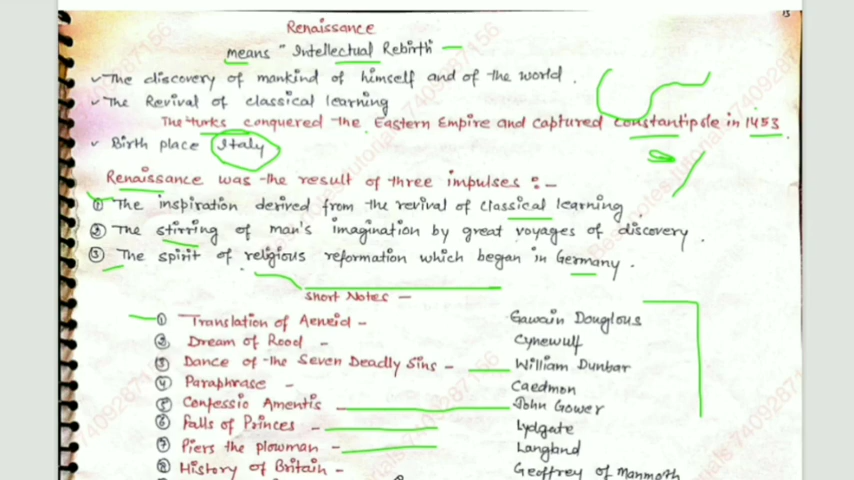 Renaissance
means "Intellectual Rebirth
The discovery of mankind of himself and of the world.
The Revival of classical learning
The turks conquered the Eastern Empire and captured constantipole in 1453
Birth place Italy
Renaissance was the result of three impulses :-
① The inspiration derived from the revival of classical learning
② The stirring of man's imagination by great voyages of discovery.
③ The spirit of religious reformation which began in Germany.
Short Notes -
① Translation of Aeneid - Gawain Douglous
② Dream of Rood - Cynewulf
③ Dance of the Seven Deadly Sins - William Dunbar
④ Paraphrase - Caedmon
⑤ Confessio Amentis John Gower
⑥ Falls of Princes - Lydgate
⑦ Piers the plowman - Langland
⑧ History of Britain - Geoffrey of Manmoth